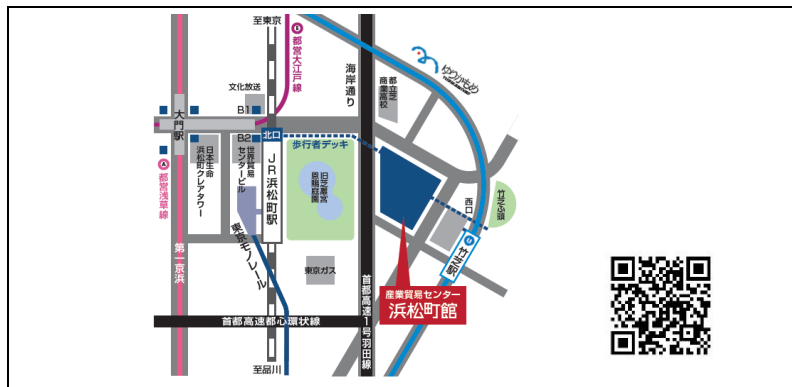 至東京
E
都営大江戸線
海岸通り
ゆりかもめ
文化放送
都立芝
商業高校
B1
大門駅
B2
北口
歩行者デッキ
A
都営浅草線
日本生命
浜松町クレアタワー
世界貿易
センタービル
JR浜松町駅
旧芝離宮
恩賜庭園
西口
竹芝ふ頭
竹芝駅
東京モノレール
第一京浜
東京ガス
産業貿易センター
浜松町館
首都高速都心環状線
首都高速1号羽田線
至品川